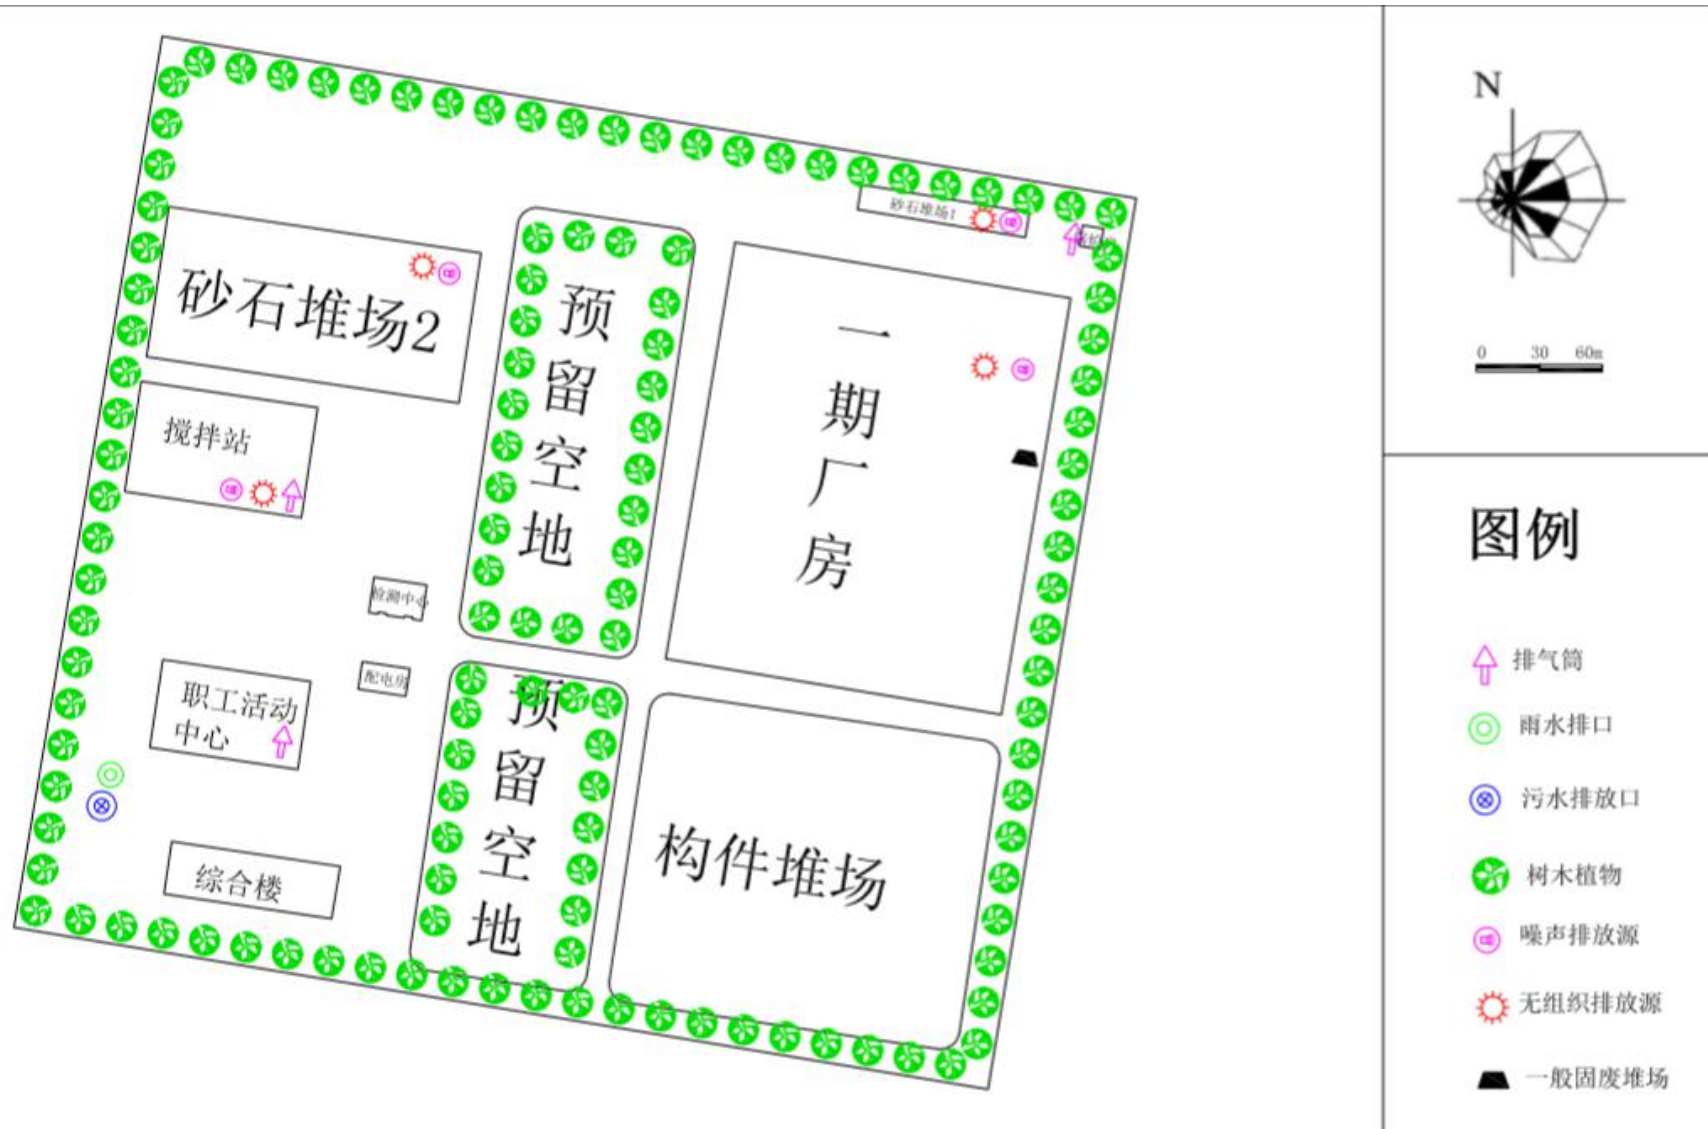 N
0 30 60m
砂石堆场1
砂石堆场2
预留空地
一期厂房
搅拌站
检测中心
配电房
职工活动
中心
预留空地
构件堆场
综合楼
图例
排气筒
雨水排口
污水排放口
树木植物
噪声排放源
无组织排放源
一般固废堆场